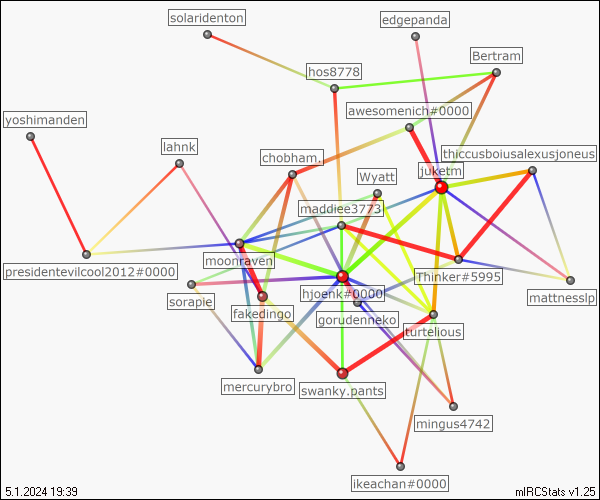 solaridenton
edgepanda
Bertram
hos8778
awesomenich#0000
yoshimanden
lahnk
chobham.
thiccusboiusalexusjoneus
juketm
Wyatt
maddiee3773
moonraven
presidentevilcool2012#0000
Thinker#5995
hjoenk#0000
mattnesslp
sorapie
fakedingo
gorudenneko
turtelious
mercurybro
swanky.pants
mingus4742
ikeachan#0000
5.1.2024 19:39
mIRCStats v1.25